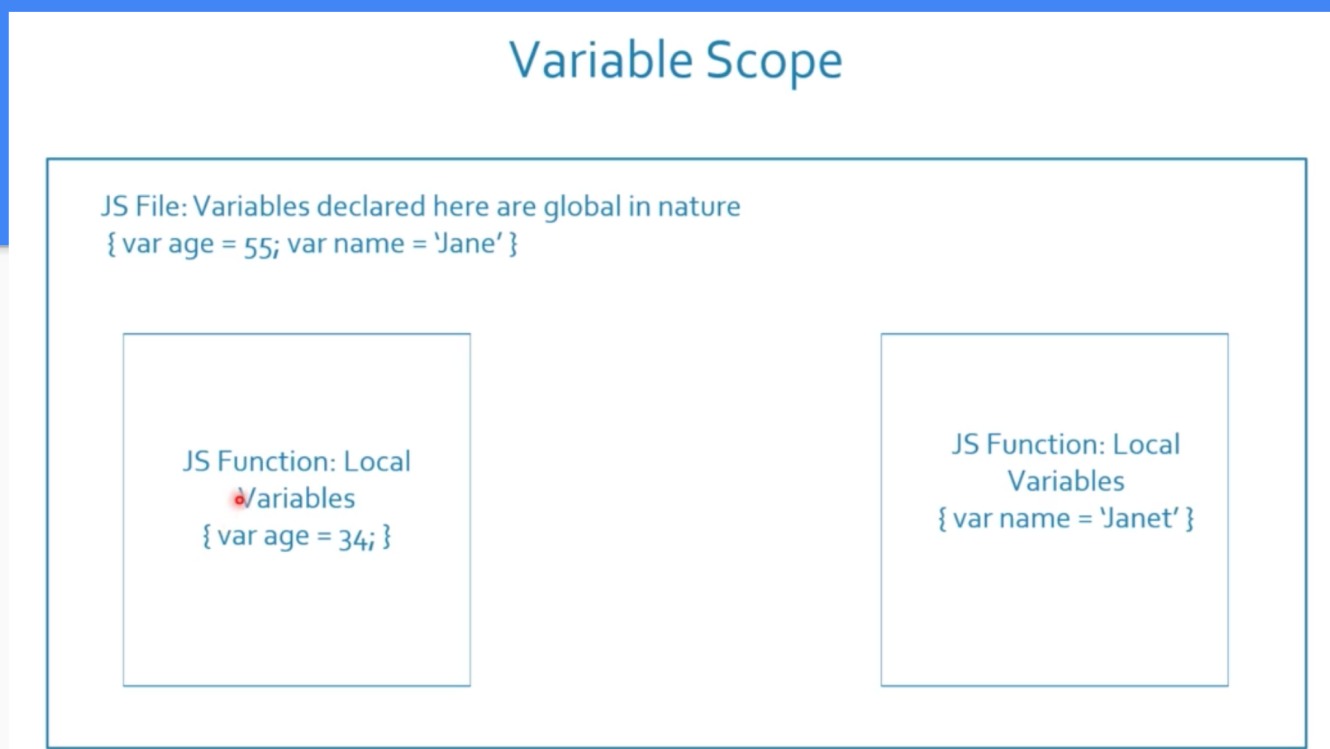 Variable Scope
JS File: Variables declared here are global in nature
{ var age = 55; var name = 'Jane' }
JS Function: Local
Variables
{ var age = 34; }
JS Function: Local
Variables
{ var name = 'Janet' }